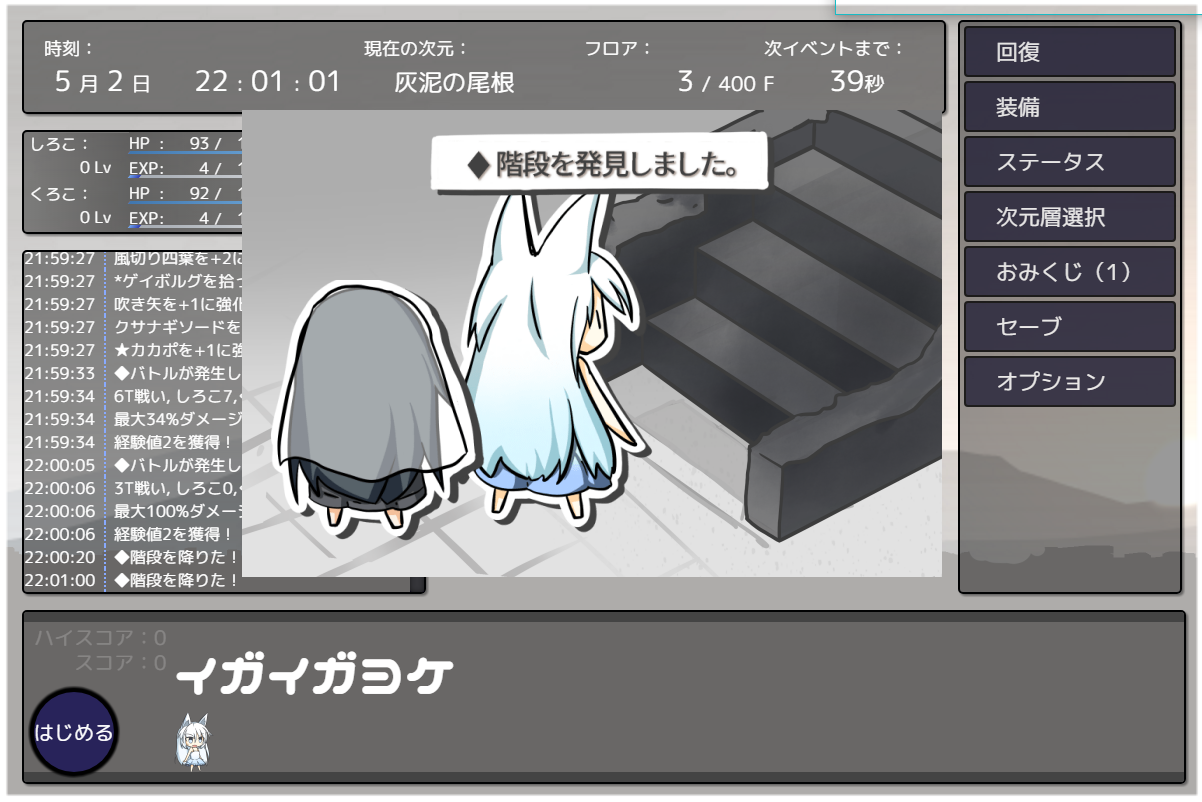 時刻： 現在の次元： フロア： 次イベントまで：
5月2日 22：01：01 灰泥の尾根 3 / 400 F 39秒
しろこ： HP： 93 /
0 Lv EXP: 4 /
くろこ： HP： 92 /
0 Lv EXP: 4 /
◆階段を発見しました。
21:59:27 風切り四葉を+2に
21:59:27 *ゲイボルグを拾っ
21:59:27 吹き矢を+1に強化
21:59:27 クサナギソードを
21:59:27 ★カカポを+1に強
21:59:33 ◆バトルが発生し
21:59:34 6T戦い, しろこ7,
21:59:34 最大34%ダメージ
21:59:34 経験値2を獲得！
22:00:05 ◆バトルが発生し
22:00:06 3T戦い, しろこ0,
22:00:06 最大100%ダメー
22:00:06 経験値2を獲得！
22:00:20 ◆階段を降りた！
22:01:00 ◆階段を降りた！
回復
装備
ステータス
次元層選択
おみくじ（1）
セーブ
オプション
ハイスコア：0
スコア：0
イガイガヨケ
はじめる